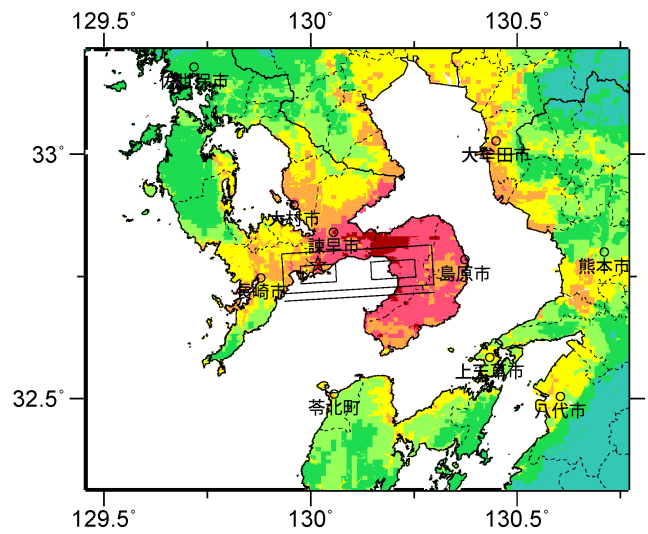 129.5° 130° 130.5°
佐世保市
33°
大牟田市
大村市
諫早市
熊本市
島原市
長崎市
上天草市
32.5°
苓北町
八代市
129.5° 130° 130.5°